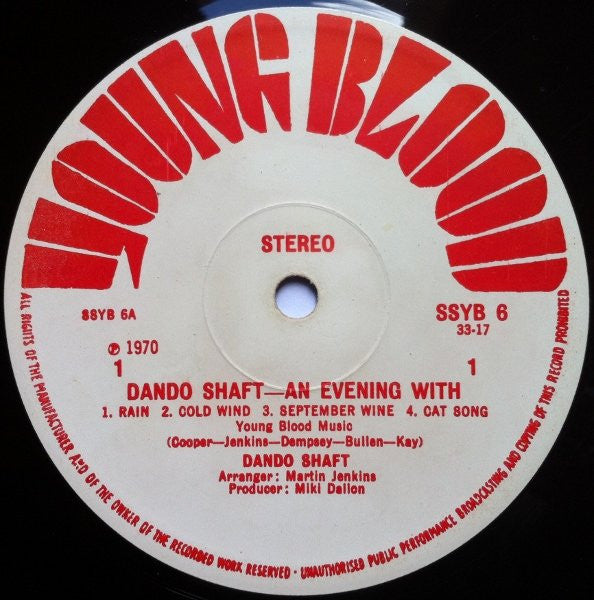 YOUNG BLOOD
STEREO
SSYB 6A
SSYB 6
33-17
℗ 1970
1
1
DANDO SHAFT—AN EVENING WITH
1. RAIN 2. COLD WIND 3. SEPTEMBER WINE 4. CAT SONG
Young Blood Music
(Cooper—Jenkins—Dempsey—Bullen—Kay)
DANDO SHAFT
Arranger: Martin Jenkins
Producer: Miki Dallon
ALL RIGHTS OF THE MANUFACTURER AND OF THE OWNER OF THE RECORDED WORK RESERVED · UNAUTHORISED PUBLIC PERFORMANCE BROADCASTING AND COPYING OF THIS RECORD PROHIBITED